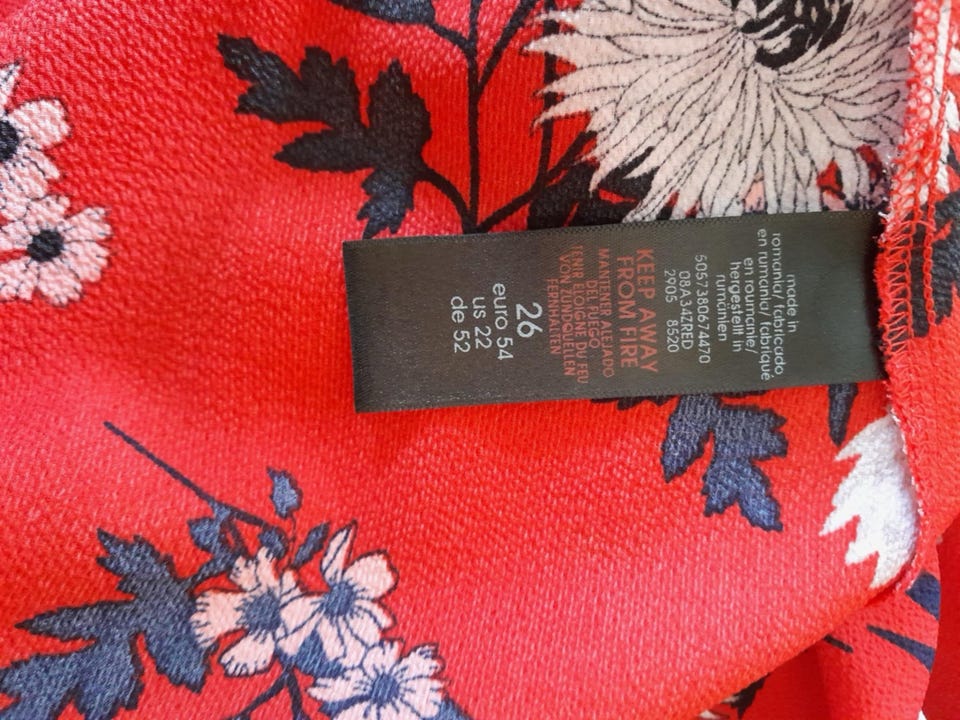 made in
romania/ fabricado
en rumania/ fabriqué
en roumanie/
hergestellt in
rumänien
5057380674470
08A34ZRED
2905 8520
KEEP AWAY
FROM FIRE
MANTENER ALEJADO
DEL FUEGO
TENIR ÉLOIGNÉ DU FEU
VON ZÜNDQUELLEN
FERNHALTEN
26
euro 54
us 22
de 52